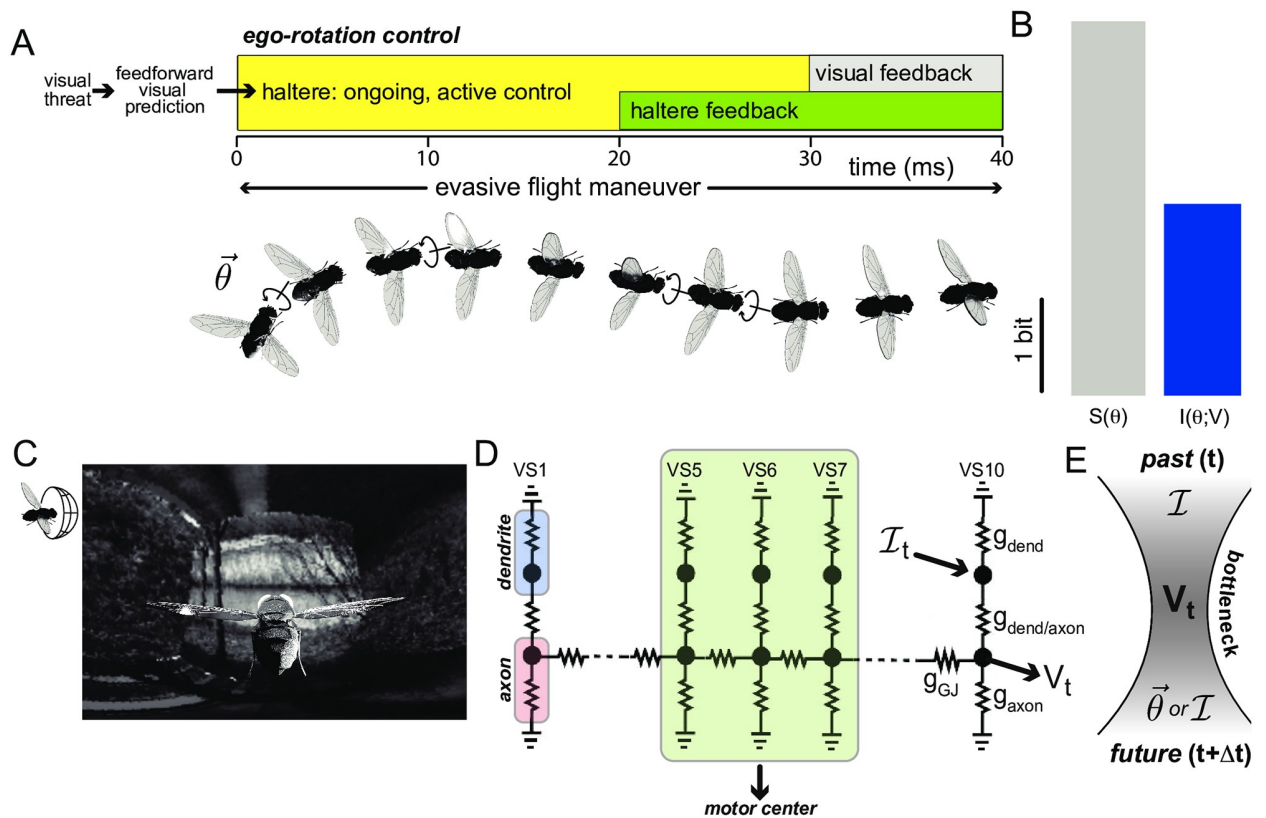 A
ego-rotation control
visual
threat
feedforward
visual
prediction
haltere: ongoing, active control
visual feedback
haltere feedback
0
10
20
30
40
time (ms)
evasive flight maneuver
θ⃗
B
1 bit
S(θ)
I(θ;V)
C
D
VS1
VS5
VS6
VS7
VS10
dendrite
axon
ℐt
gdend
gdend/axon
gGJ
gaxon
Vt
motor center
E
past (t)
ℐ
Vt
bottleneck
θ⃗ or ℐ
future (t+Δt)